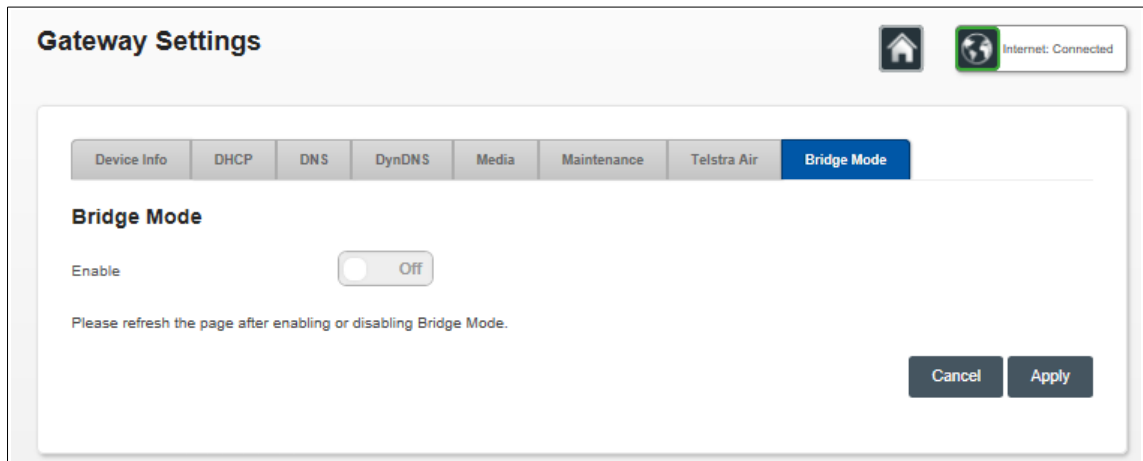 Gateway Settings
Internet: Connected
Device Info DHCP DNS DynDNS Media Maintenance Telstra Air Bridge Mode
Bridge Mode
Enable Off
Please refresh the page after enabling or disabling Bridge Mode.
Cancel Apply